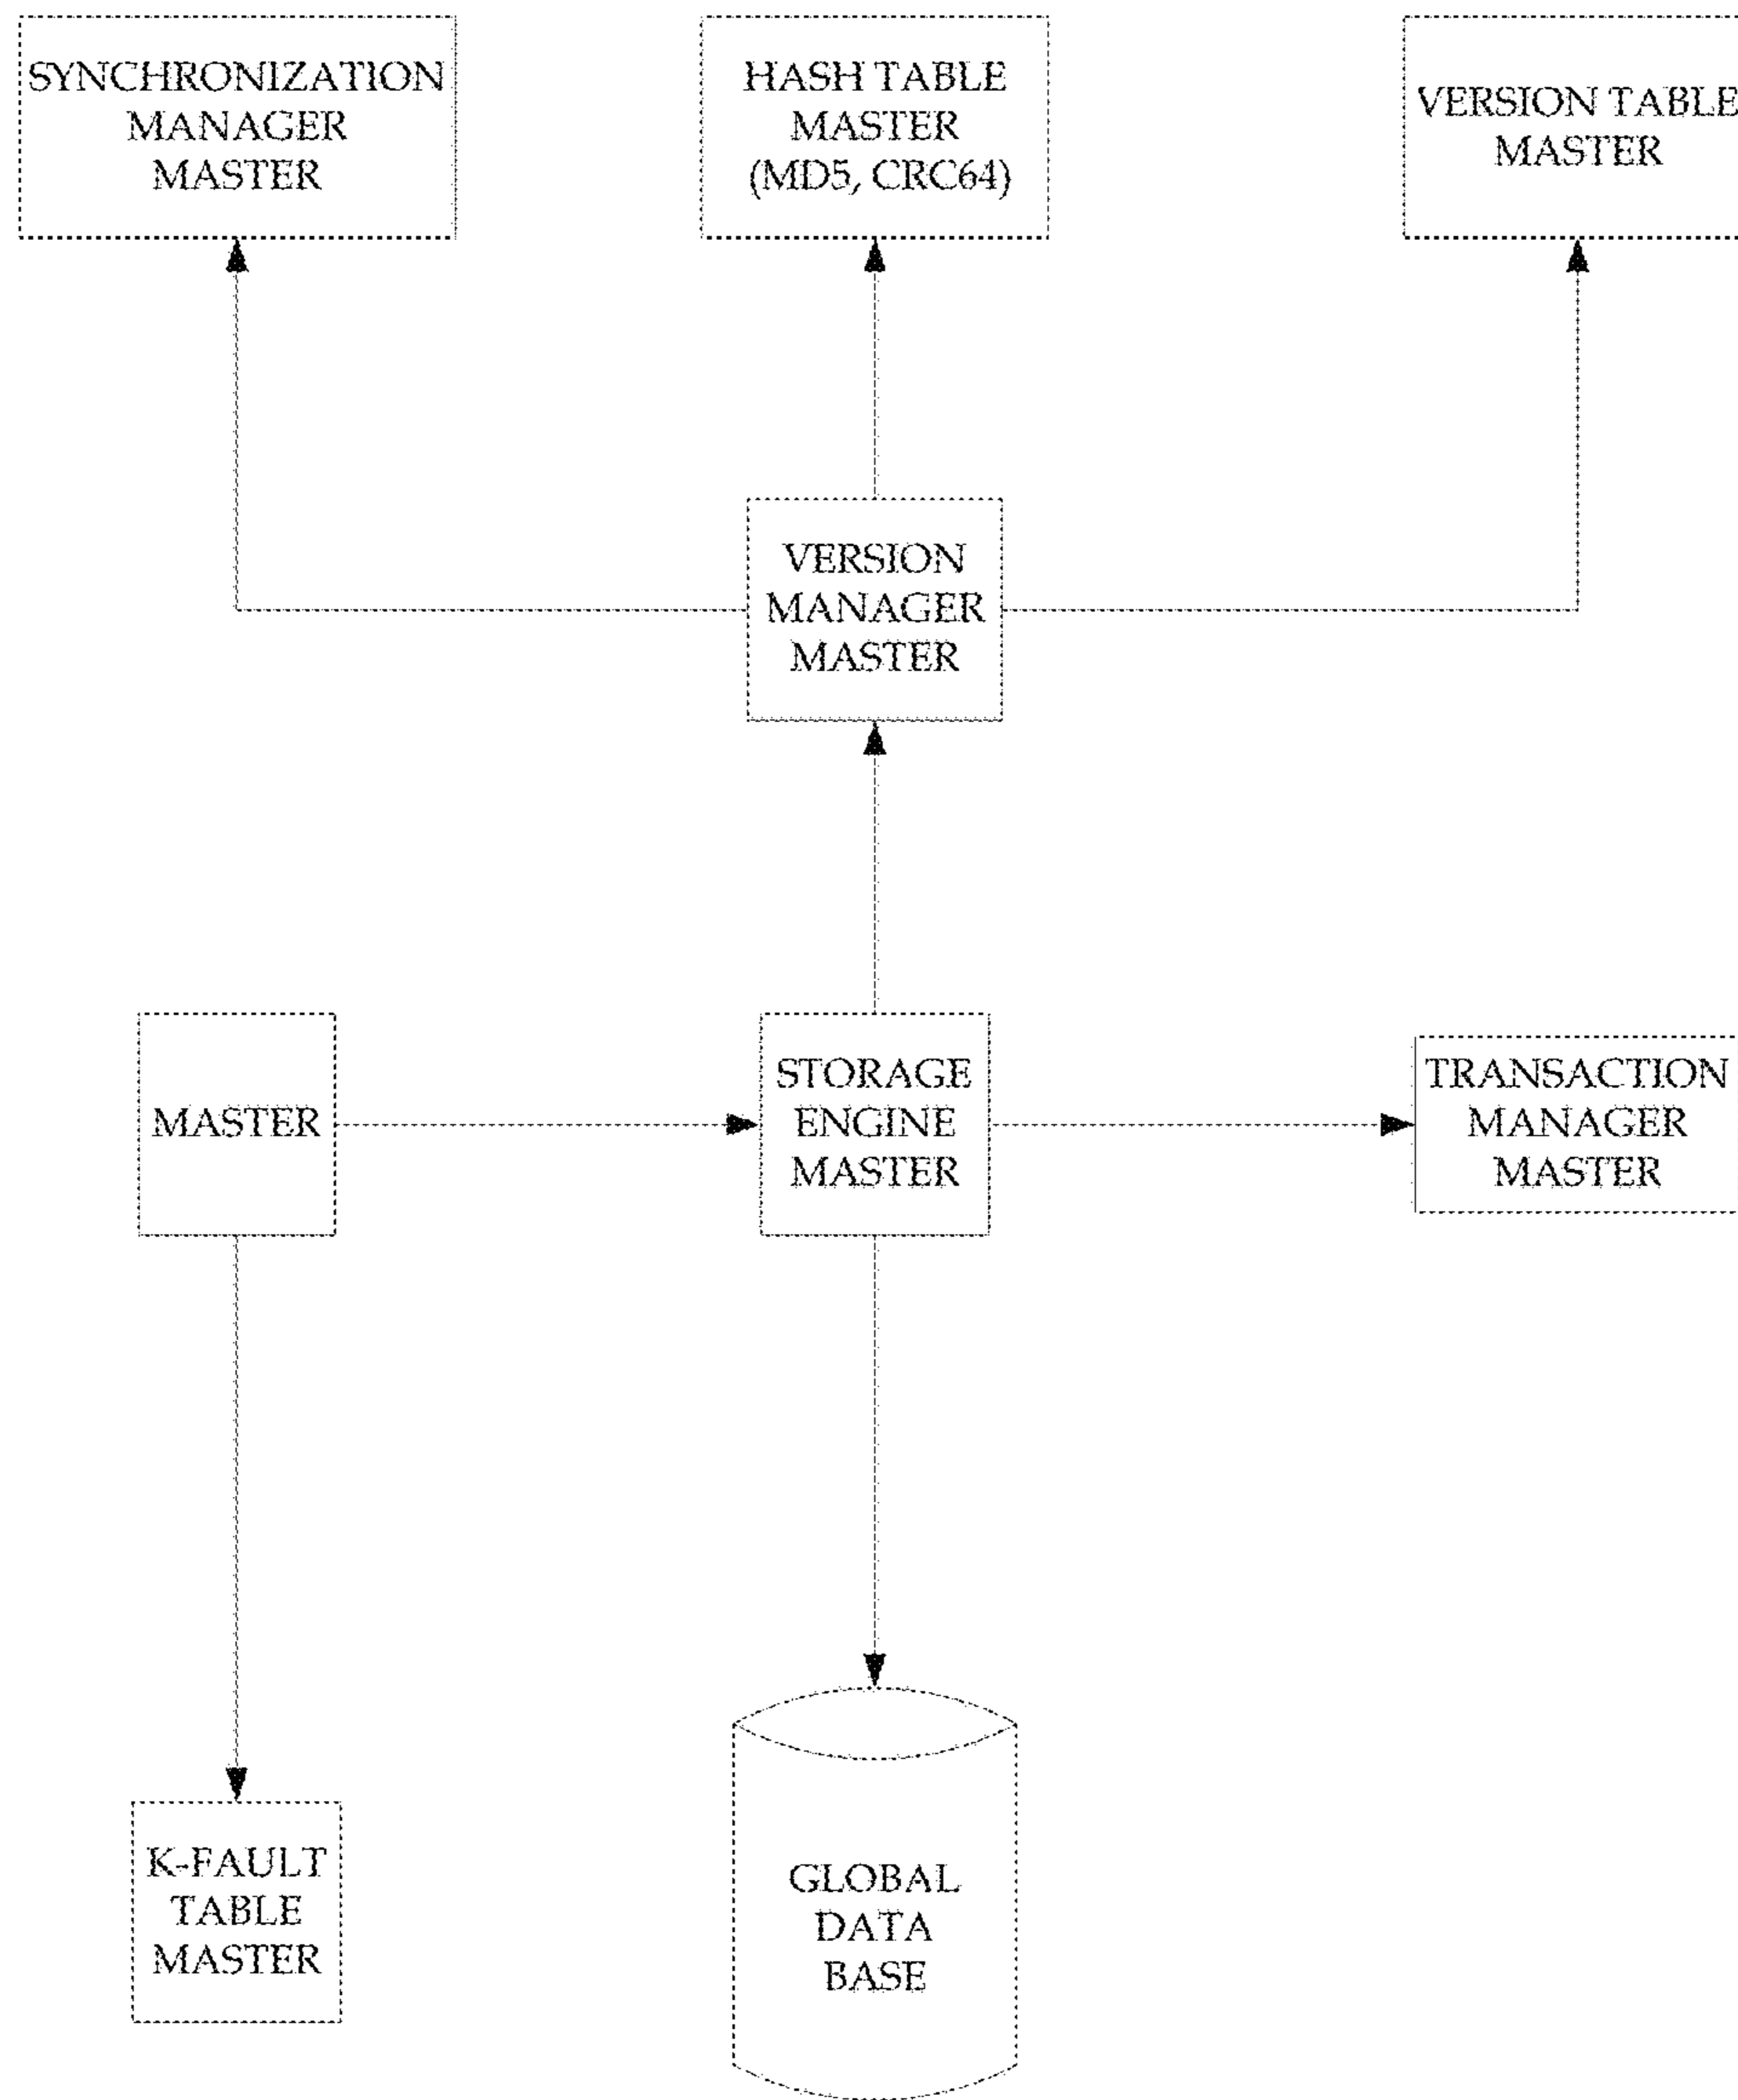 SYNCHRONIZATION
MANAGER
MASTER
HASH TABLE
MASTER
(MD5, CRC64)
VERSION TABLE
MASTER
VERSION
MANAGER
MASTER
MASTER
STORAGE
ENGINE
MASTER
TRANSACTION
MANAGER
MASTER
K-FAULT
TABLE
MASTER
GLOBAL
DATA
BASE